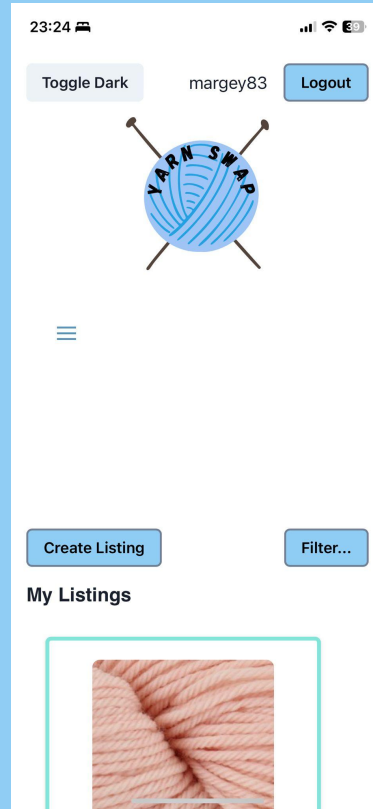 23:24
39
Toggle Dark
margey83
Logout
YARN SWAP
Create Listing
Filter...
My Listings